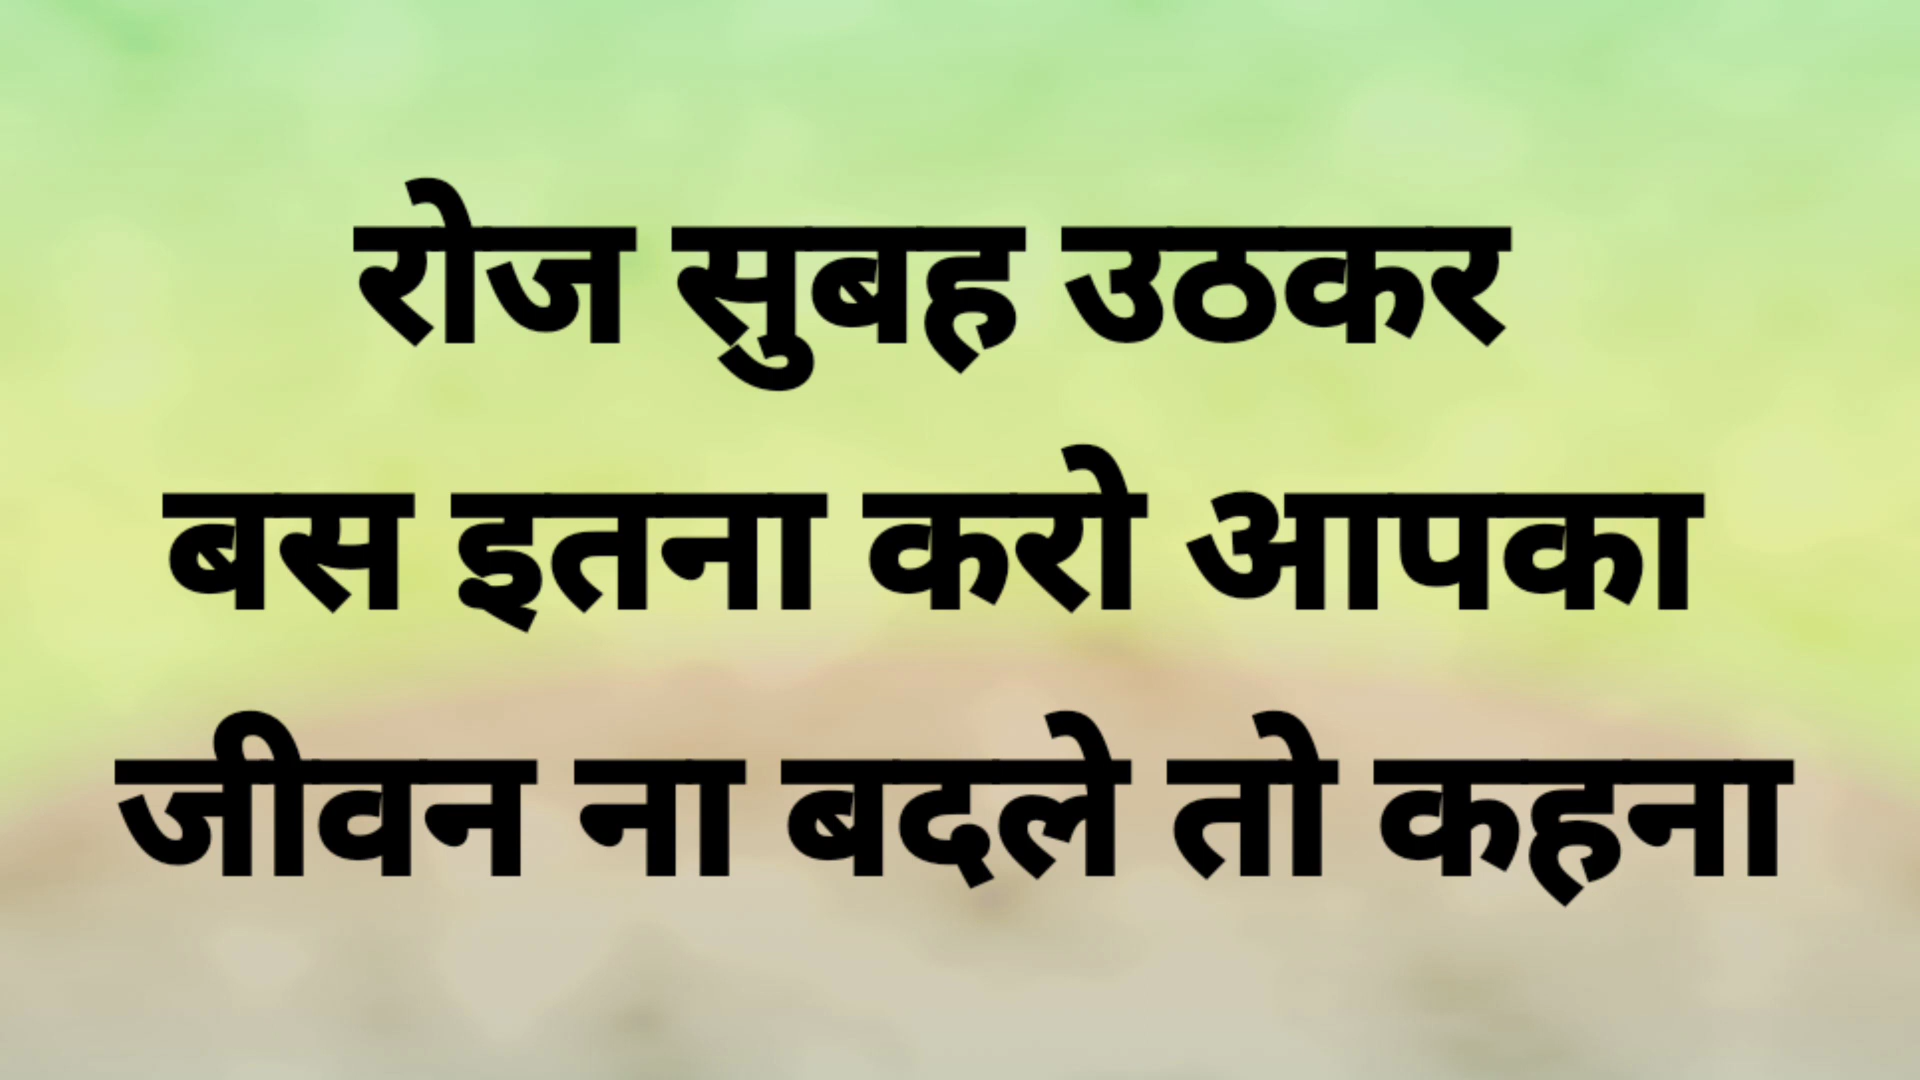 रोज सुबह उठकर
बस इतना करो आपका
जीवन ना बदले तो कहना